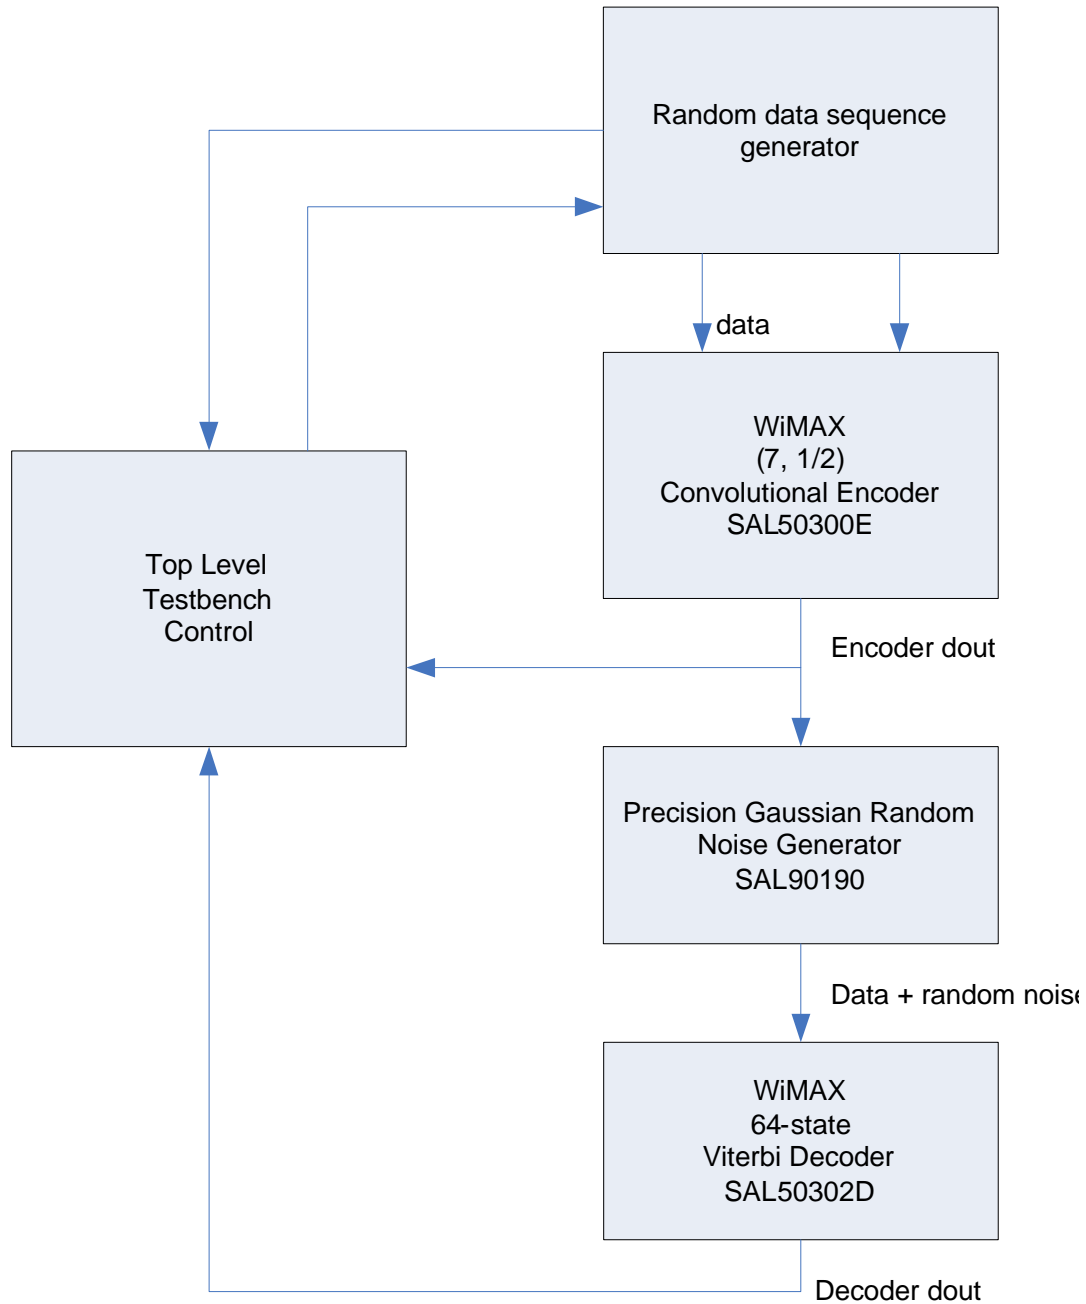 Random data sequence
generator
data
WiMAX
(7, 1/2)
Convolutional Encoder
SAL50300E
Top Level
Testbench
Control
Encoder dout
Precision Gaussian Random
Noise Generator
SAL90190
Data + random noise
WiMAX
64-state
Viterbi Decoder
SAL50302D
Decoder dout